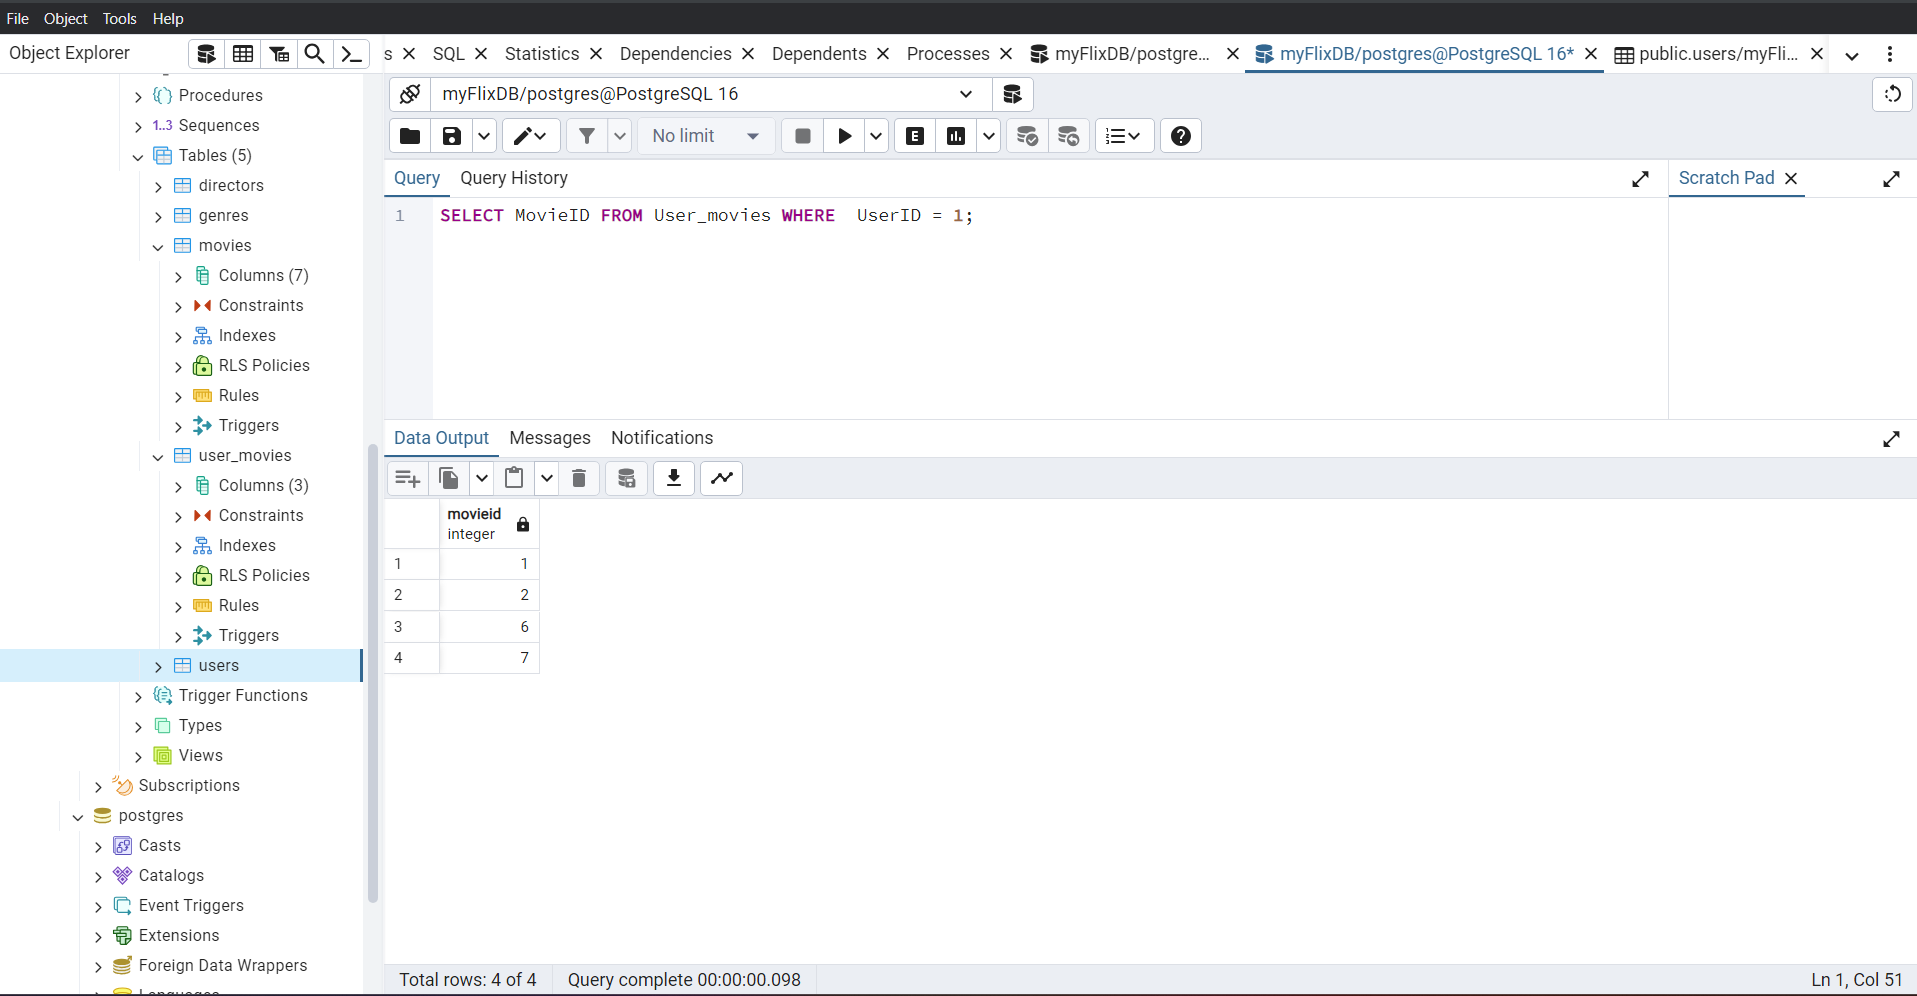 File Object Tools Help
Object Explorer
s SQL Statistics Dependencies Dependents Processes myFlixDB/postgre... myFlixDB/postgres@PostgreSQL 16* public.users/myFli...
myFlixDB/postgres@PostgreSQL 16
No limit
E
Query Query History
Scratch Pad
1 SELECT MovieID FROM User_movies WHERE  UserID = 1;
Procedures
1..3 Sequences
Tables (5)
directors
genres
movies
Columns (7)
Constraints
Indexes
RLS Policies
Rules
Triggers
user_movies
Columns (3)
Constraints
Indexes
RLS Policies
Rules
Triggers
users
Trigger Functions
Types
Views
Subscriptions
postgres
Casts
Catalogs
Event Triggers
Extensions
Foreign Data Wrappers
Languages
Data Output Messages Notifications
movieid
integer
1 1
2 2
3 6
4 7
Total rows: 4 of 4 Query complete 00:00:00.098 Ln 1, Col 51